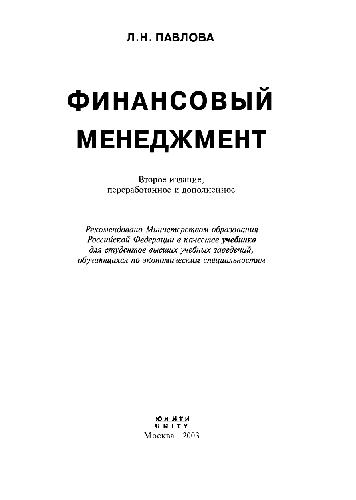 Л.Н. ПАВЛОВА
ФИНАНСОВЫЙ
МЕНЕДЖМЕНТ
Второе издание,
переработанное и дополненное
Рекомендовано Министерством образования
Российской Федерации в качестве учебника
для студентов высших учебных заведений,
обучающихся по экономическим специальностям
ЮНИТИ
UNITY
Москва 2003